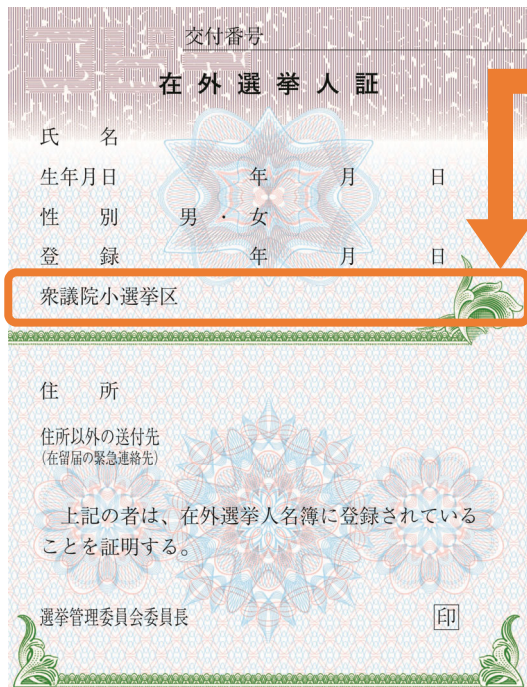 交付番号
在外選挙人証
氏 名
生年月日 年 月 日
性 別 男 ・ 女
登 録 年 月 日
衆議院小選挙区
住 所
住所以外の送付先
(在留届の緊急連絡先)
上記の者は、在外選挙人名簿に登録されている
ことを証明する。
選挙管理委員会委員長 印